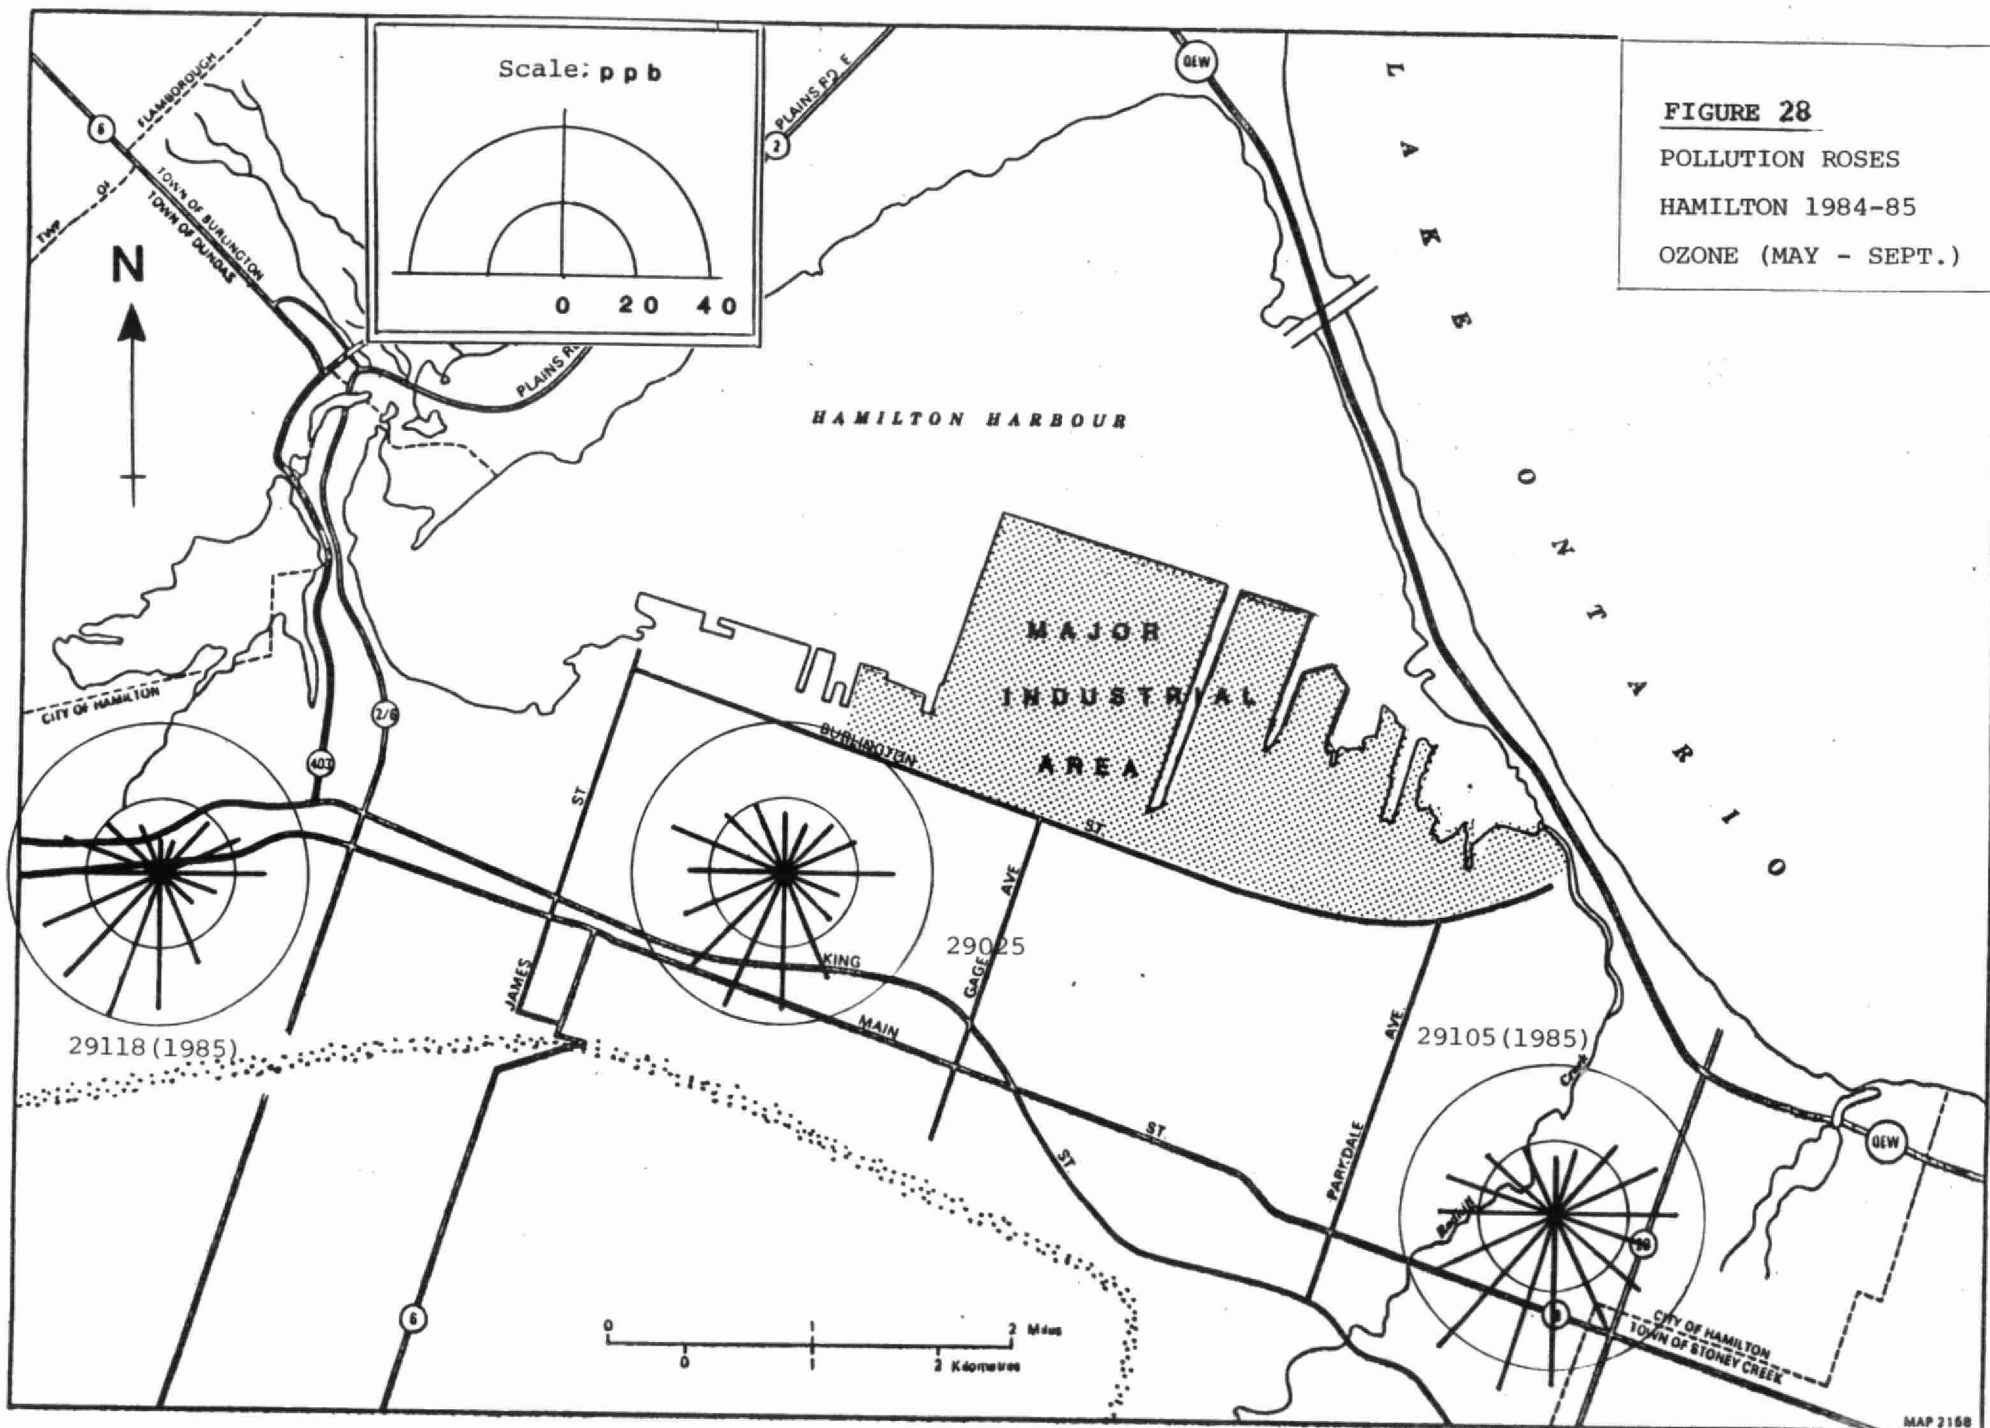 Scale: ppb
0 20 40
FIGURE 28
POLLUTION ROSES
HAMILTON 1984-85
OZONE (MAY - SEPT.)
QEW
LAKE ONTARIO
PLAINS RD. E
2
6
FLAMBOROUGH
TWP OF
TOWN OF BURLINGTON
TOWN OF DUNDAS
N
PLAINS RD
HAMILTON HARBOUR
MAJOR
INDUSTRIAL
AREA
CITY OF HAMILTON
2/6
403
BURLINGTON ST.
JAMES ST
GAGE AVE
KING ST
MAIN ST
29025
29118(1985)
29105(1985)
PARKDALE AVE
Redhill Creek
20
8
QEW
6
CITY OF HAMILTON
TOWN OF STONEY CREEK
0 1 2 Miles
0 1 2 Kilometres
MAP 2158